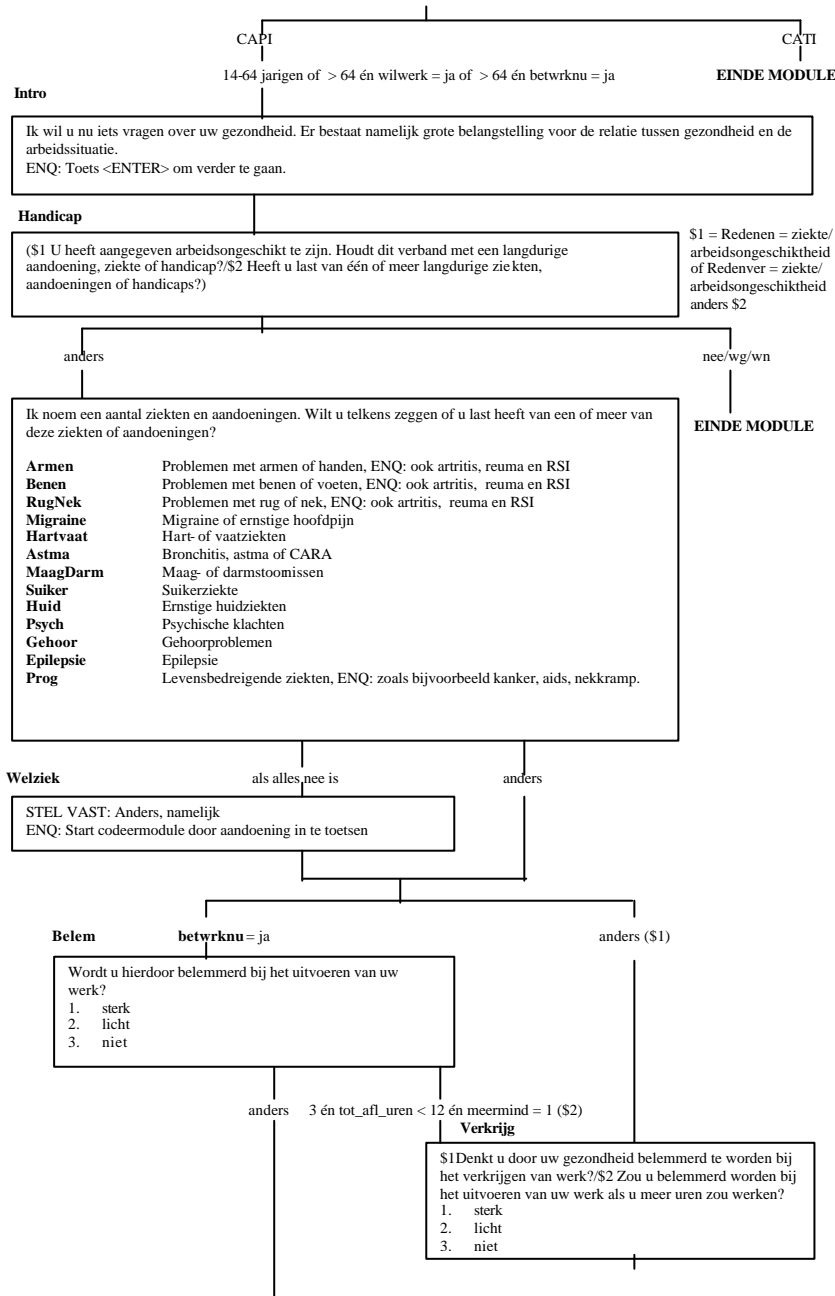 CAPI CATI
14-64 jarigen of > 64 én wilwerk = ja of > 64 én betwrknu = ja EINDE MODULE
Intro
Ik wil u nu iets vragen over uw gezondheid. Er bestaat namelijk grote belangstelling voor de relatie tussen gezondheid en de
arbeidssituatie.
ENQ: Toets <ENTER> om verder te gaan.
Handicap
($1 U heeft aangegeven arbeidsongeschikt te zijn. Houdt dit verband met een langdurige
aandoening, ziekte of handicap?/$2 Heeft u last van één of meer langdurige ziekten,
aandoeningen of handicaps?)
$1 = Redenen = ziekte/
arbeidsongeschiktheid
of Redenver = ziekte/
arbeidsongeschiktheid
anders $2
anders nee/wg/wn
Ik noem een aantal ziekten en aandoeningen. Wilt u telkens zeggen of u last heeft van een of meer van
deze ziekten of aandoeningen?
EINDE MODULE
Armen Problemen met armen of handen, ENQ: ook artritis, reuma en RSI
Benen Problemen met benen of voeten, ENQ: ook artritis, reuma en RSI
RugNek Problemen met rug of nek, ENQ: ook artritis, reuma en RSI
Migraine Migraine of ernstige hoofdpijn
Hartvaat Hart- of vaatziekten
Astma Bronchitis, astma of CARA
MaagDarm Maag- of darmstoornissen
Suiker Suikerziekte
Huid Ernstige huidziekten
Psych Psychische klachten
Gehoor Gehoorproblemen
Epilepsie Epilepsie
Prog Levensbedreigende ziekten, ENQ: zoals bijvoorbeeld kanker, aids, nekkramp.
Welziek als alles nee is anders
STEL VAST: Anders, namelijk
ENQ: Start codeermodule door aandoening in te toetsen
Belem betwrknu = ja anders ($1)
Wordt u hierdoor belemmerd bij het uitvoeren van uw
werk?
1. sterk
2. licht
3. niet
anders 3 én tot_afl_uren < 12 én meermind = 1 ($2)
Verkrijg
$1Denkt u door uw gezondheid belemmerd te worden bij
het verkrijgen van werk?/$2 Zou u belemmerd worden bij
het uitvoeren van uw werk als u meer uren zou werken?
1. sterk
2. licht
3. niet